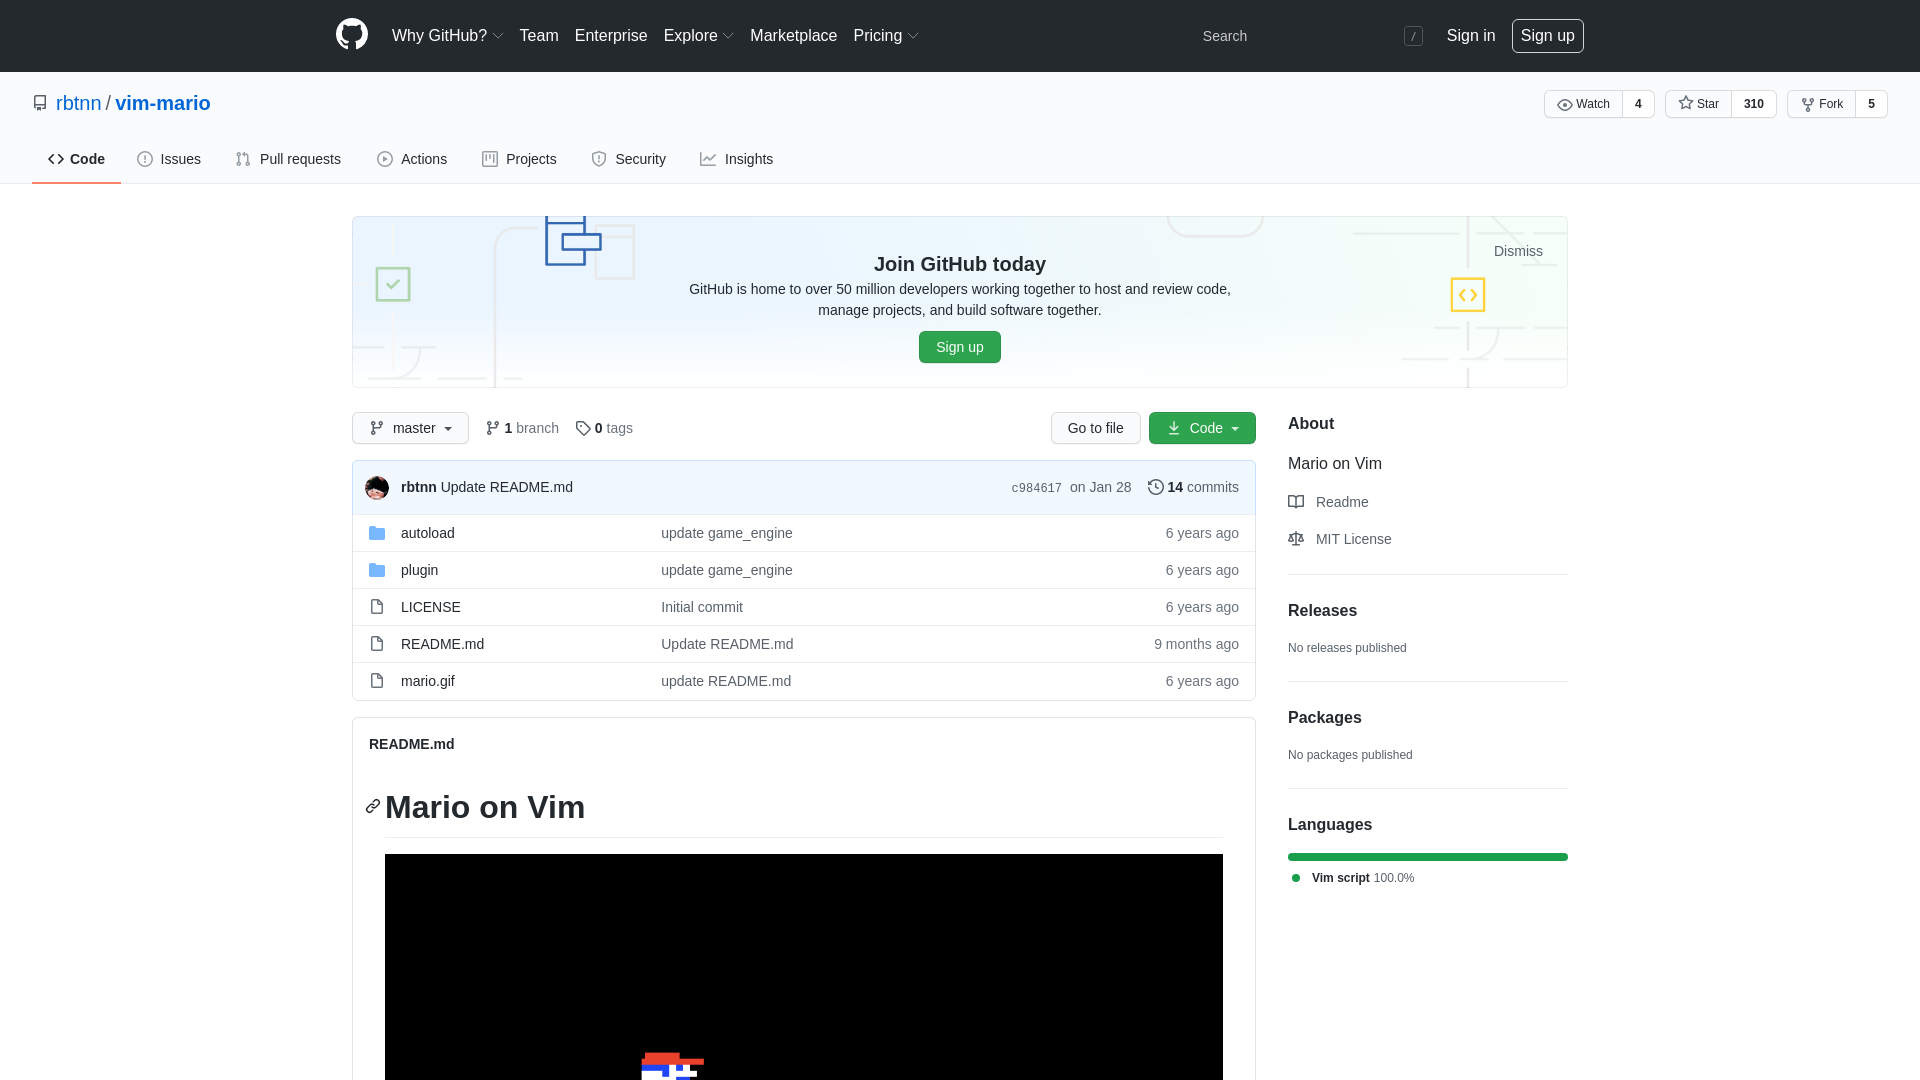 Why GitHub? Team Enterprise Explore Marketplace Pricing Search / Sign in Sign up
rbtnn / vim-mario Watch 4 Star 310 Fork 5
Code Issues Pull requests Actions Projects Security Insights
Dismiss
Join GitHub today
GitHub is home to over 50 million developers working together to host and review code,
manage projects, and build software together.
Sign up
master 1 branch 0 tags Go to file Code
rbtnn Update README.md c984617 on Jan 28 14 commits
autoload update game_engine 6 years ago
plugin update game_engine 6 years ago
LICENSE Initial commit 6 years ago
README.md Update README.md 9 months ago
mario.gif update README.md 6 years ago
README.md
Mario on Vim
About
Mario on Vim
Readme
MIT License
Releases
No releases published
Packages
No packages published
Languages
Vim script 100.0%